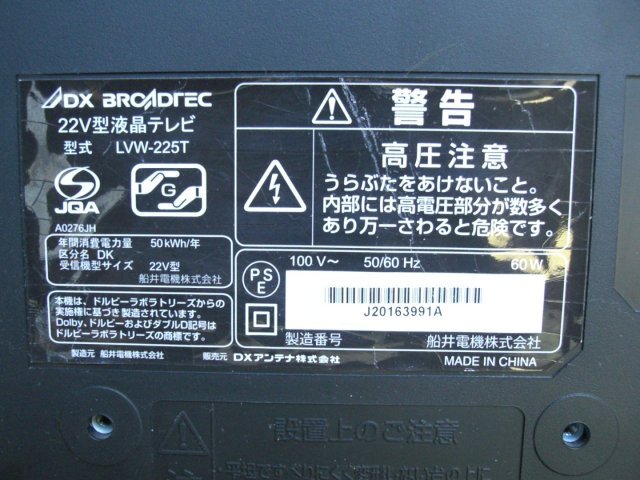 DX BROADTEC
22V型液晶テレビ
型式 LVW-225T
JQA
G
A0276JH
年間消費電力量 50kWh/年
区分名 DK
受信機型サイズ 22V型
船井電機株式会社
本機は、ドルビーラボラトリーズからの
実施権に基づき製造されています。
Dolby、ドルビーおよびダブルD記号は
ドルビーラボラトリーズの商標です。
製造元 船井電機株式会社 販売元 DXアンテナ株式会社
警告
高圧注意
うらぶたをあけないこと。
内部には高電圧部分が数多く
あり万一さわると危険です。
PSE
100 V～ 50/60 Hz 60 W
J20163991A
製造番号 船井電機株式会社
MADE IN CHINA
設置上のご注意